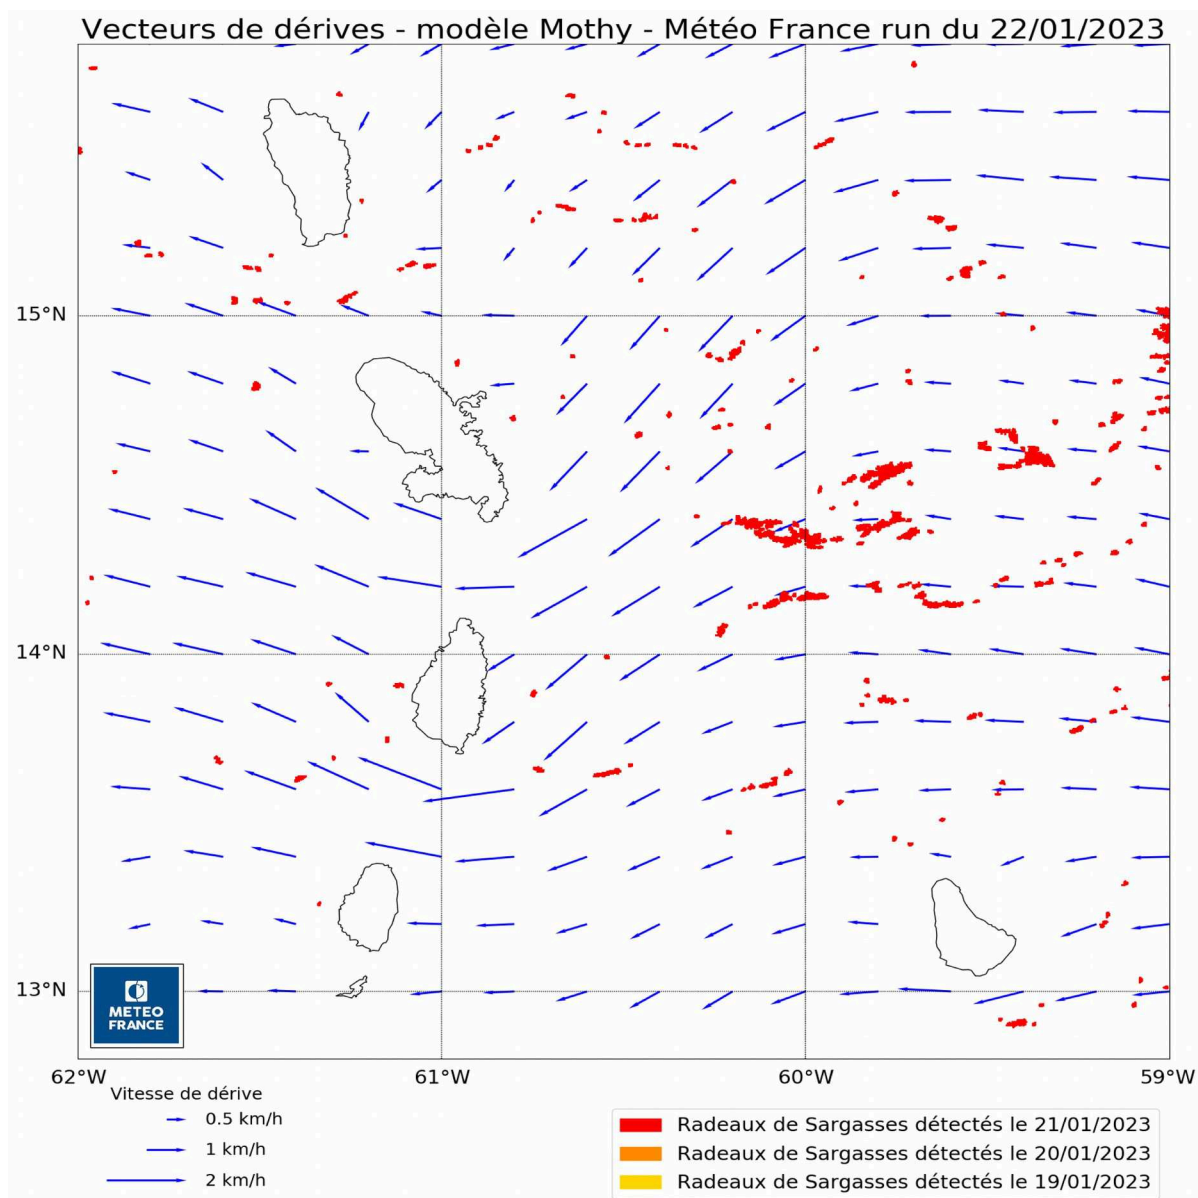 Vecteurs de dérives - modèle Mothy - Météo France run du 22/01/2023
15°N
14°N
13°N
METEO
FRANCE
62°W
61°W
60°W
59°W
Vitesse de dérive
0.5 km/h
1 km/h
2 km/h
Radeaux de Sargasses détectés le 21/01/2023
Radeaux de Sargasses détectés le 20/01/2023
Radeaux de Sargasses détectés le 19/01/2023